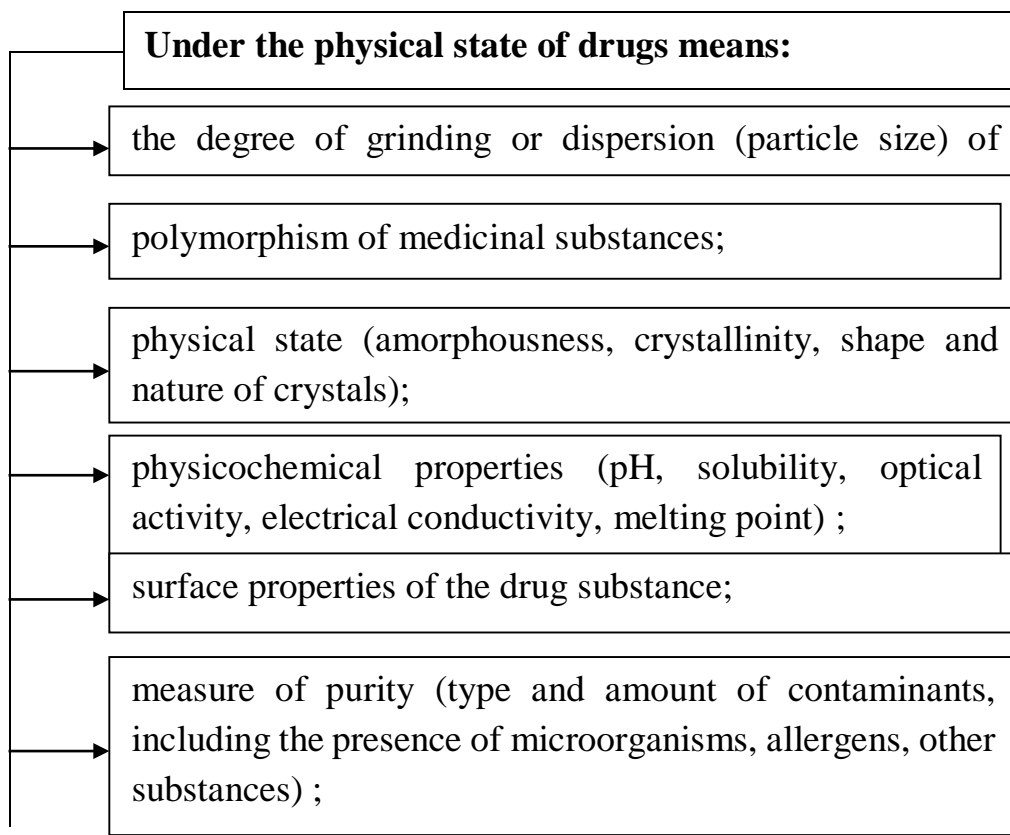 Under the physical state of drugs means:
the degree of grinding or dispersion (particle size) of
polymorphism of medicinal substances;
physical state (amorphousness, crystallinity, shape and
nature of crystals);
physicochemical properties (pH, solubility, optical
activity, electrical conductivity, melting point) ;
surface properties of the drug substance;
measure of purity (type and amount of contaminants,
including the presence of microorganisms, allergens, other
substances) ;